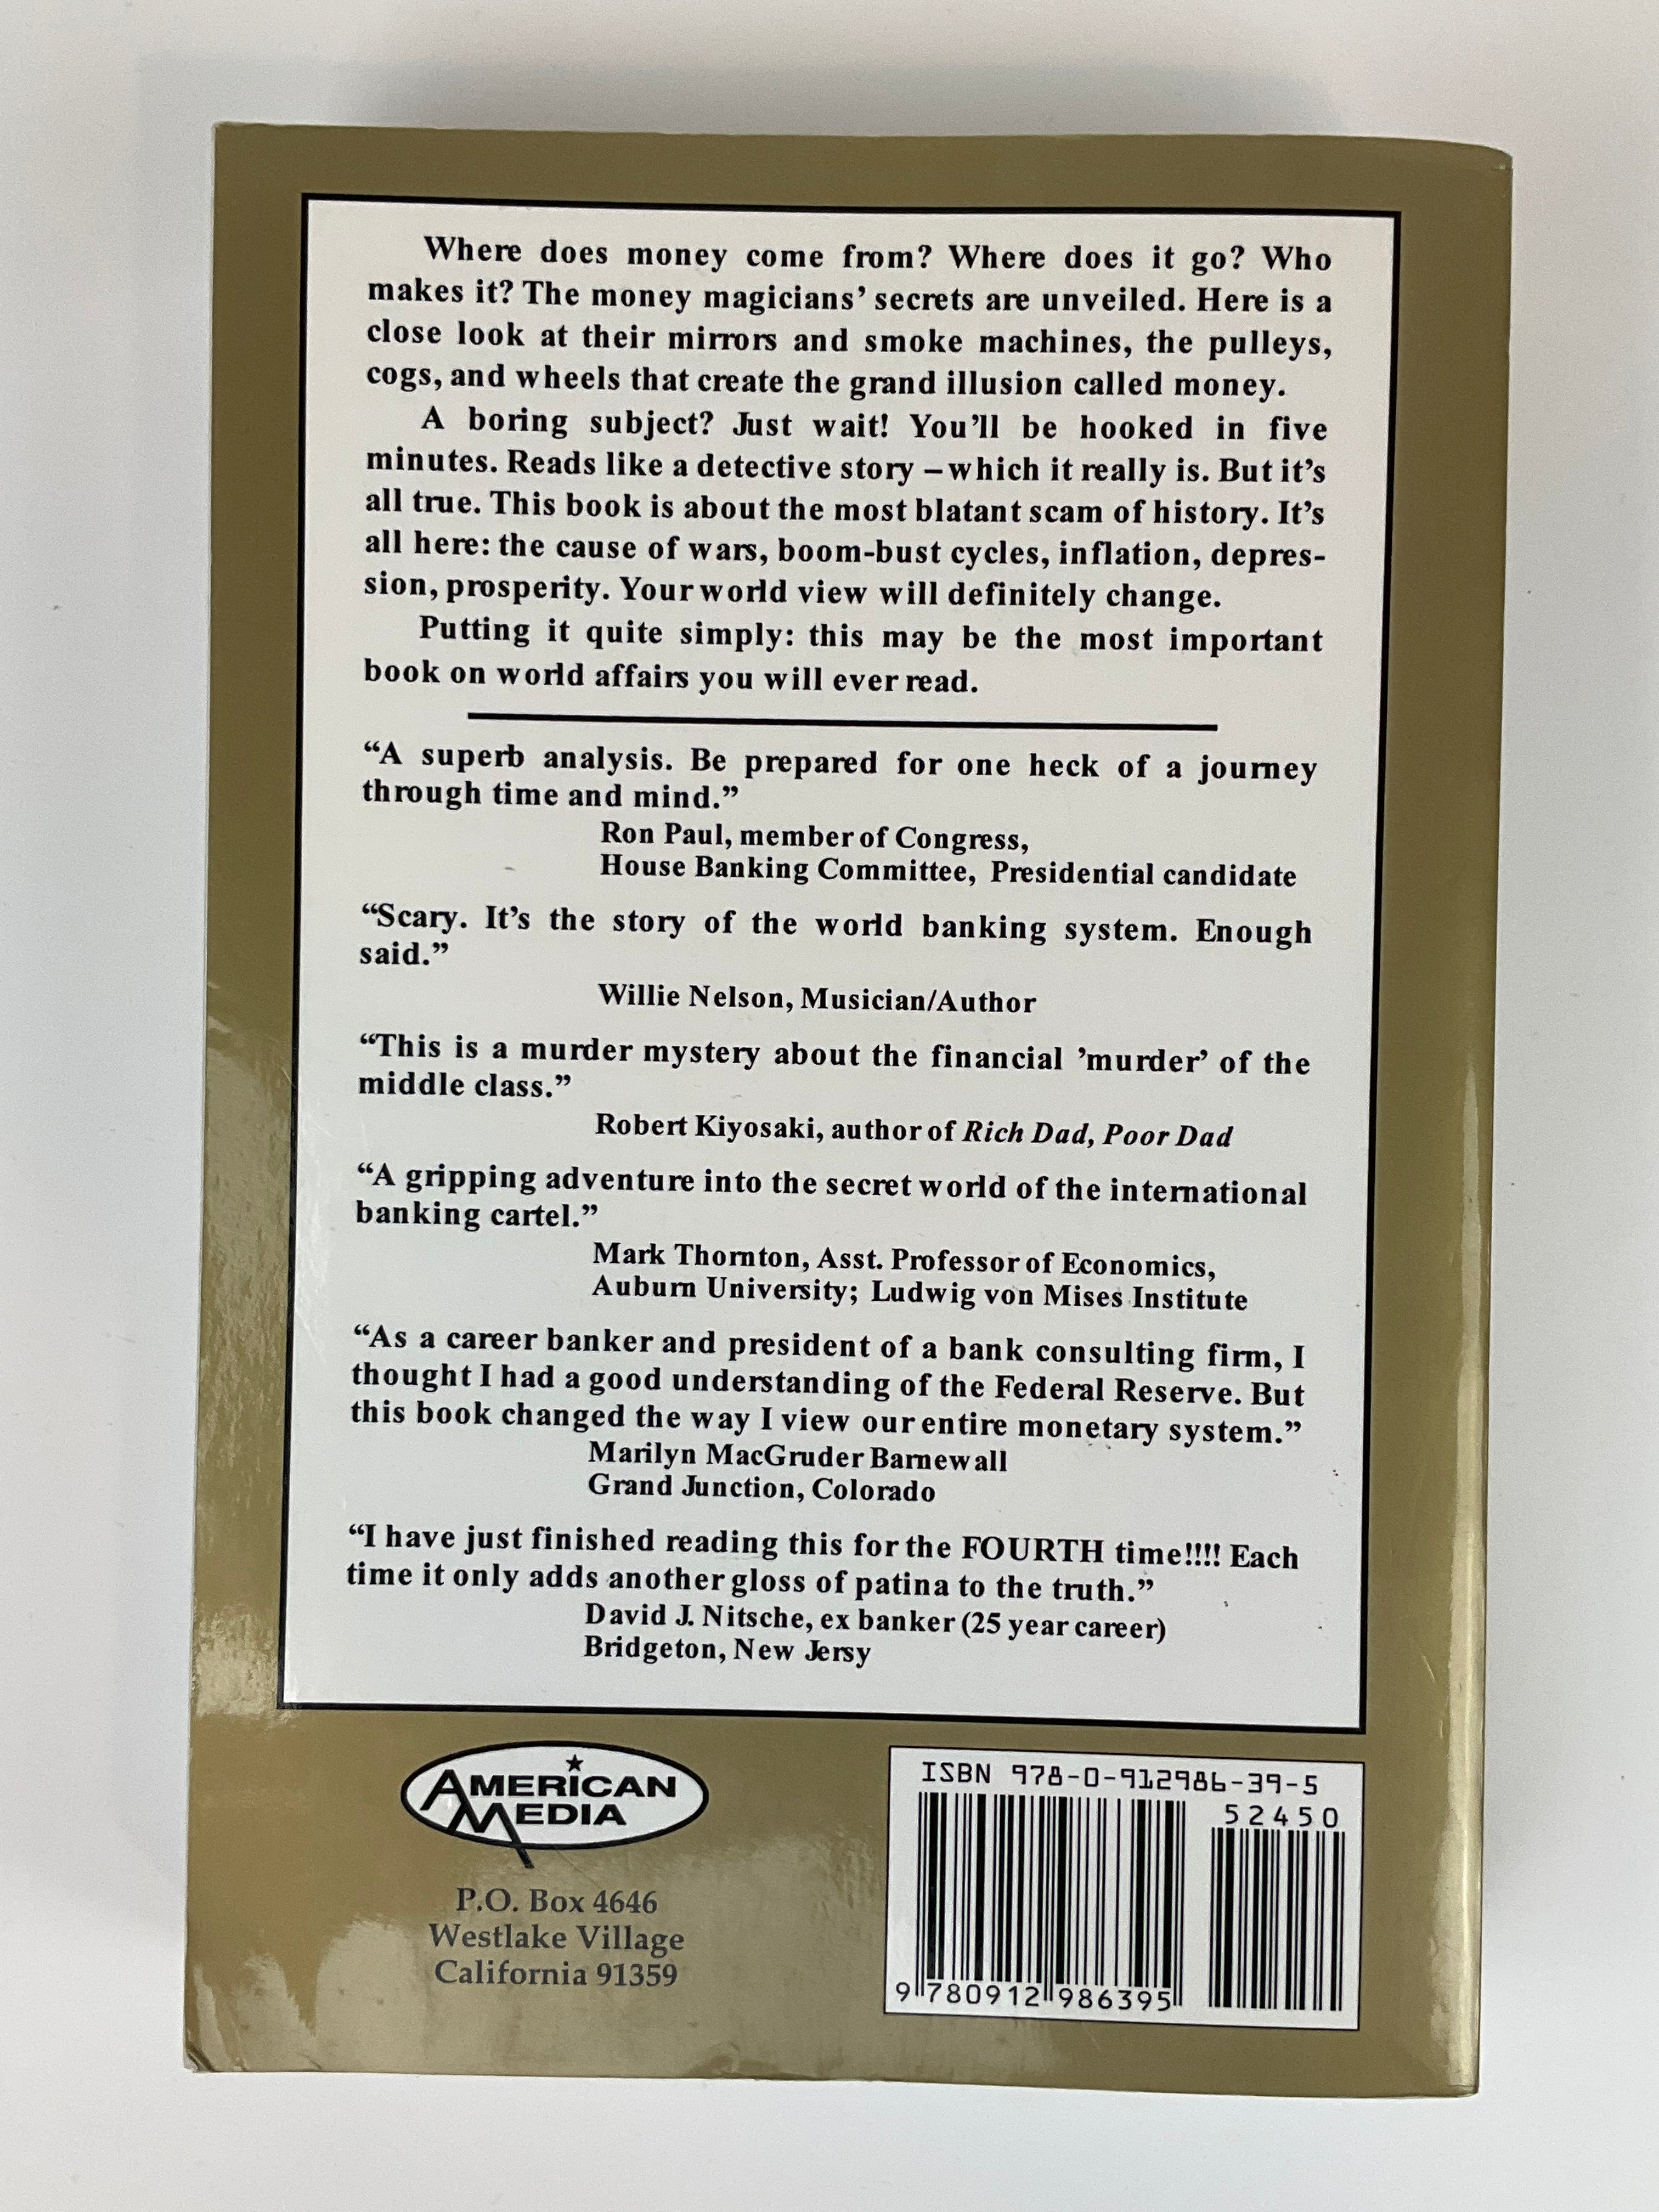 Where does money come from? Where does it go? Who
makes it? The money magicians’ secrets are unveiled. Here is a
close look at their mirrors and smoke machines, the pulleys,
cogs, and wheels that create the grand illusion called money.
A boring subject? Just wait! You’ll be hooked in five
minutes. Reads like a detective story – which it really is. But it’s
all true. This book is about the most blatant scam of history. It’s
all here: the cause of wars, boom-bust cycles, inflation, depres-
sion, prosperity. Your world view will definitely change.
Putting it quite simply: this may be the most important
book on world affairs you will ever read.
“A superb analysis. Be prepared for one heck of a journey
through time and mind.”
Ron Paul, member of Congress,
House Banking Committee, Presidential candidate
“Scary. It’s the story of the world banking system. Enough
said.”
Willie Nelson, Musician/Author
“This is a murder mystery about the financial ’murder’ of the
middle class.”
Robert Kiyosaki, author of Rich Dad, Poor Dad
“A gripping adventure into the secret world of the international
banking cartel.”
Mark Thornton, Asst. Professor of Economics,
Auburn University; Ludwig von Mises Institute
“As a career banker and president of a bank consulting firm, I
thought I had a good understanding of the Federal Reserve. But
this book changed the way I view our entire monetary system.”
Marilyn MacGruder Barnewall
Grand Junction, Colorado
“I have just finished reading this for the FOURTH time!!!! Each
time it only adds another gloss of patina to the truth.”
David J. Nitsche, ex banker (25 year career)
Bridgeton, New Jersy
AMERICAN
MEDIA
P.O. Box 4646
Westlake Village
California 91359
ISBN 978-0-912986-39-5
52450
9 780912 986395